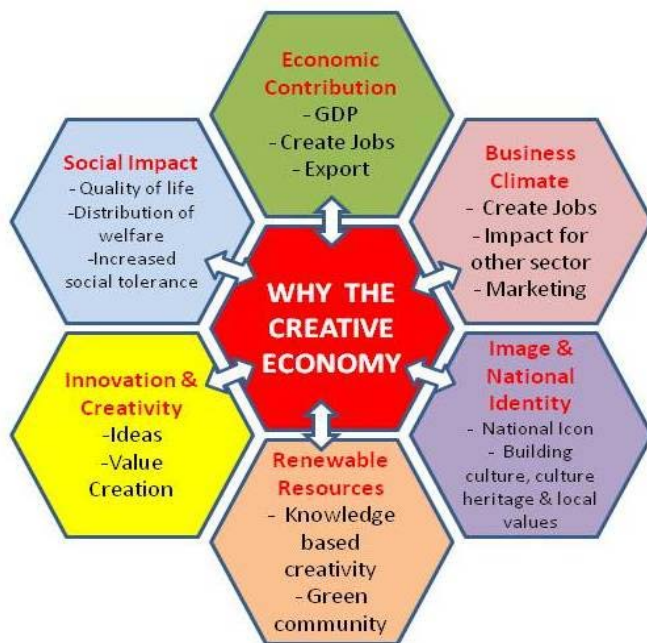 Economic
Contribution
- GDP
- Create Jobs
- Export
Business
Climate
- Create Jobs
- Impact for
other sector
- Marketing
Image &
National
Identity
- National Icon
- Building
culture, culture
heritage & local
values
Renewable
Resources
- Knowledge
based
creativity
- Green
community
Innovation &
Creativity
-Ideas
-Value
Creation
Social Impact
- Quality of life
-Distribution of
welfare
-Increased
social tolerance
WHY THE
CREATIVE
ECONOMY